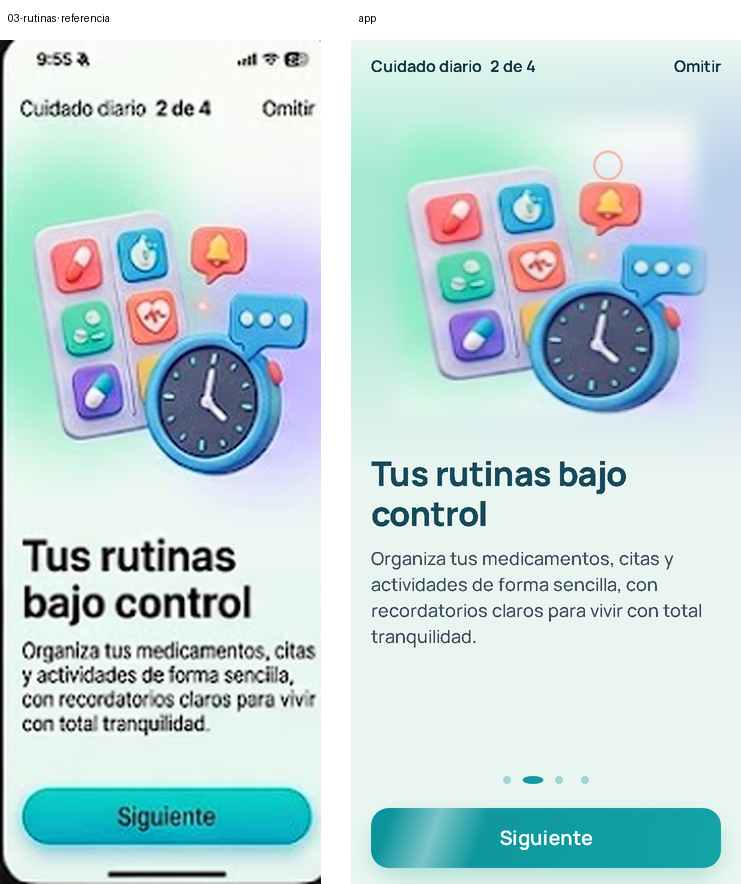 03-rutinas·referencia
app
9:55
Cuidado diario 2 de 4
Omitir
Tus rutinas
bajo control
Organiza tus medicamentos, citas
y actividades de forma sencilla,
con recordatorios claros para vivir
con total tranquilidad.
Siguiente
Cuidado diario 2 de 4
Omitir
Tus rutinas bajo
control
Organiza tus medicamentos, citas y
actividades de forma sencilla, con
recordatorios claros para vivir con total
tranquilidad.
Siguiente